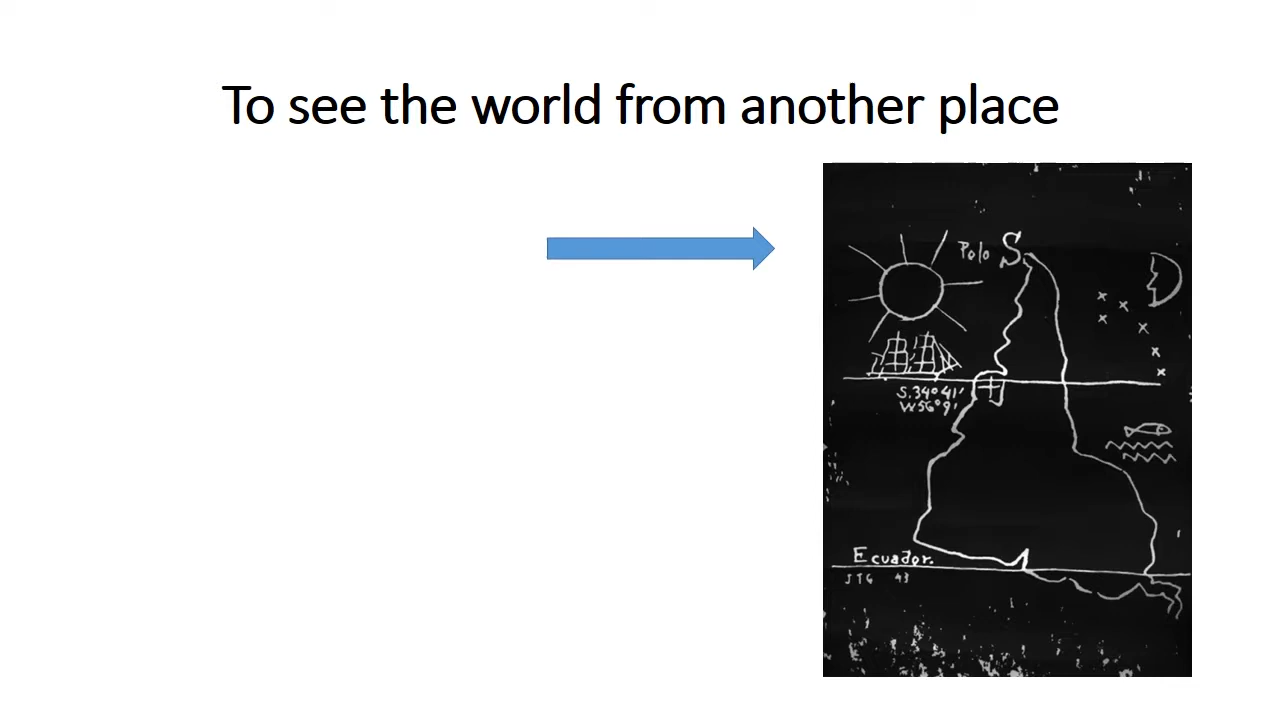 To see the world from another place
Polo S.
S. 34° 41'
W 56° 9'
Ecuador.
JTG 43